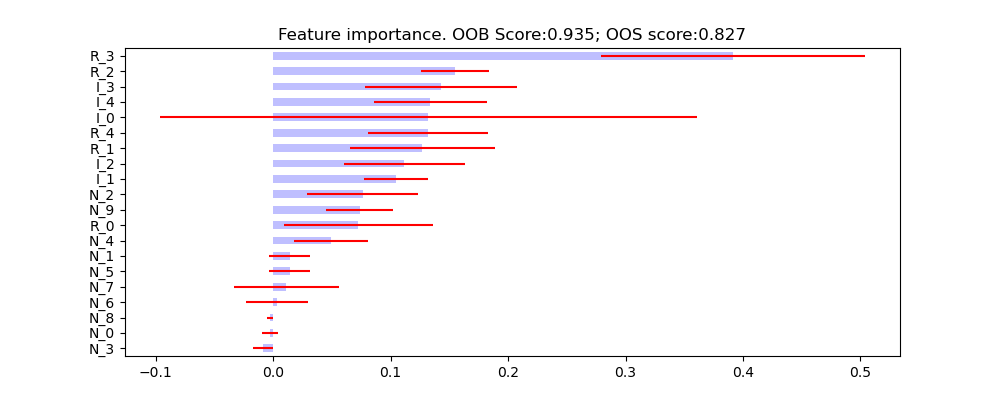 Feature importance. OOB Score:0.935; OOS score:0.827
R_3
R_2
I_3
I_4
I_0
R_4
R_1
I_2
I_1
N_2
N_9
R_0
N_4
N_1
N_5
N_7
N_6
N_8
N_0
N_3
−0.1 0.0 0.1 0.2 0.3 0.4 0.5